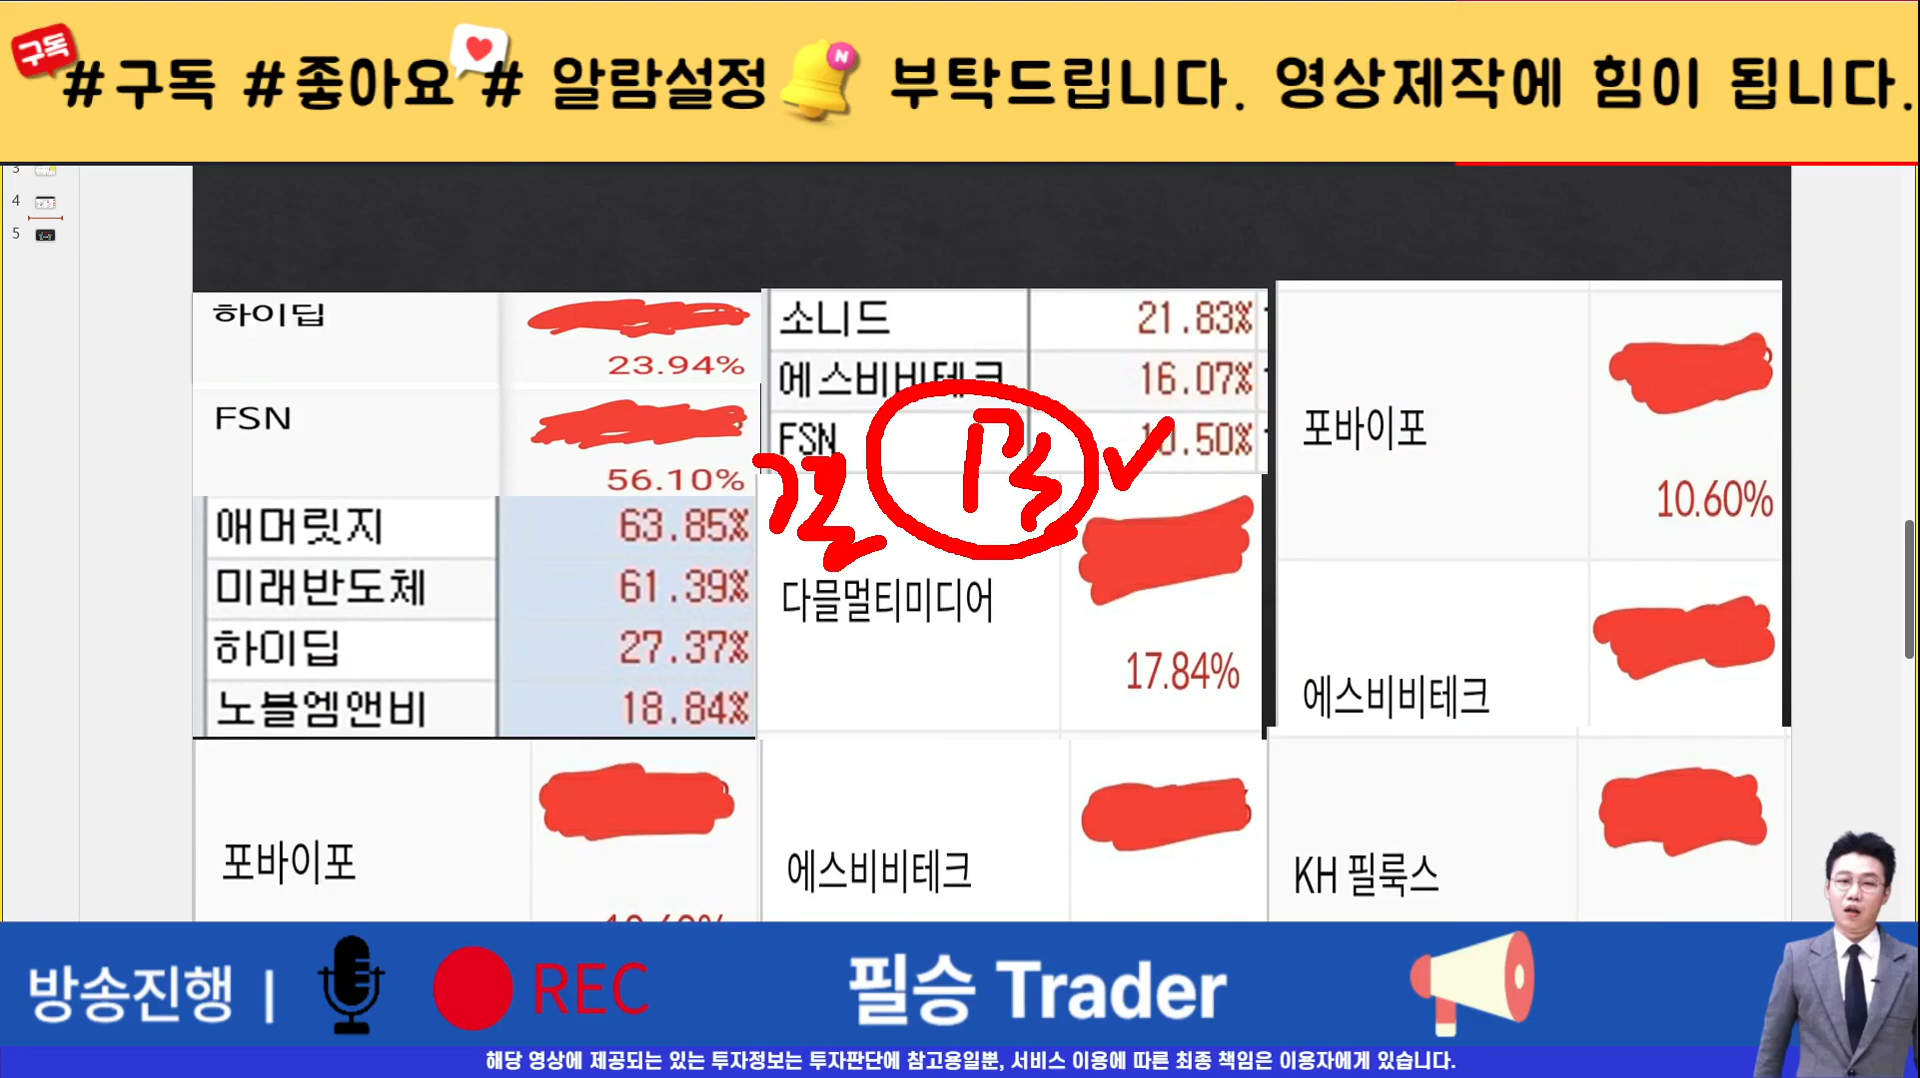 구독
#구독 #좋아요 # 알람설정 N 부탁드립니다. 영상제작에 힘이 됩니다.
3
4
5
하이딥
23.94%
FSN
56.10%
애머릿지 63.85%
미래반도체 61.39%
하이딥 27.37%
노블엠앤비 18.84%
소니드 21.83%
에스비비테크 16.07%
FSN 10.50%
다믈멀티미디어
17.84%
포바이포
10.60%
에스비비테크
포바이포
에스비비테크
KH 필룩스
방송진행 | REC 필승 Trader
해당 영상에 제공되는 있는 투자정보는 투자판단에 참고용일뿐, 서비스 이용에 따른 최종 책임은 이용자에게 있습니다.